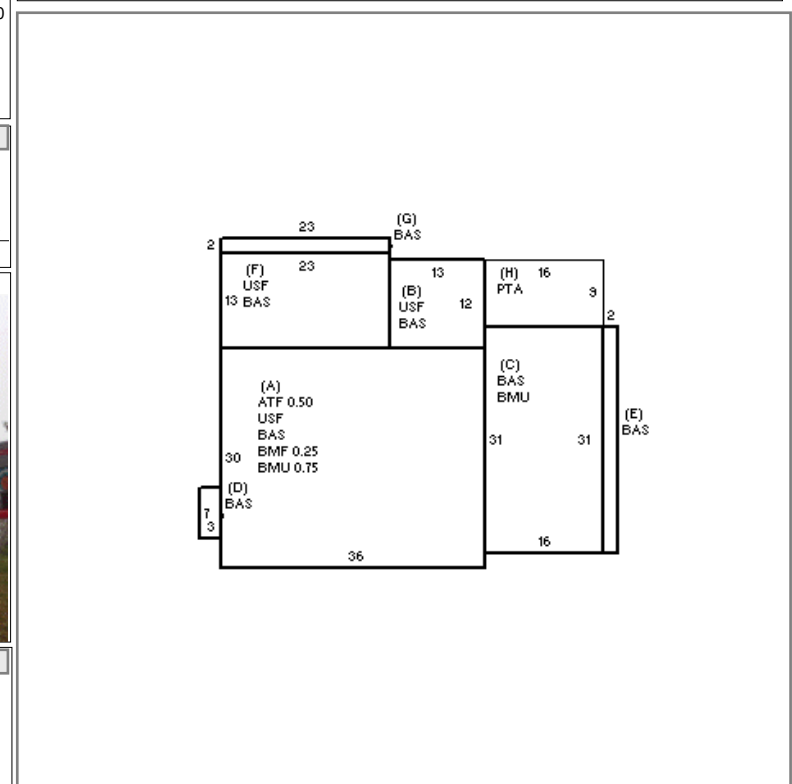 0
(G)
BAS
23
2
23
(F)
USF
13 BAS
13
(B)
USF
BAS
12
(H) 16
PTA
9
2
(A)
ATF 0.50
USF
BAS
BMF 0.25
BMU 0.75
30
(C)
BAS
BMU
31
31
(E)
BAS
(D)
BAS
7
3
36
16